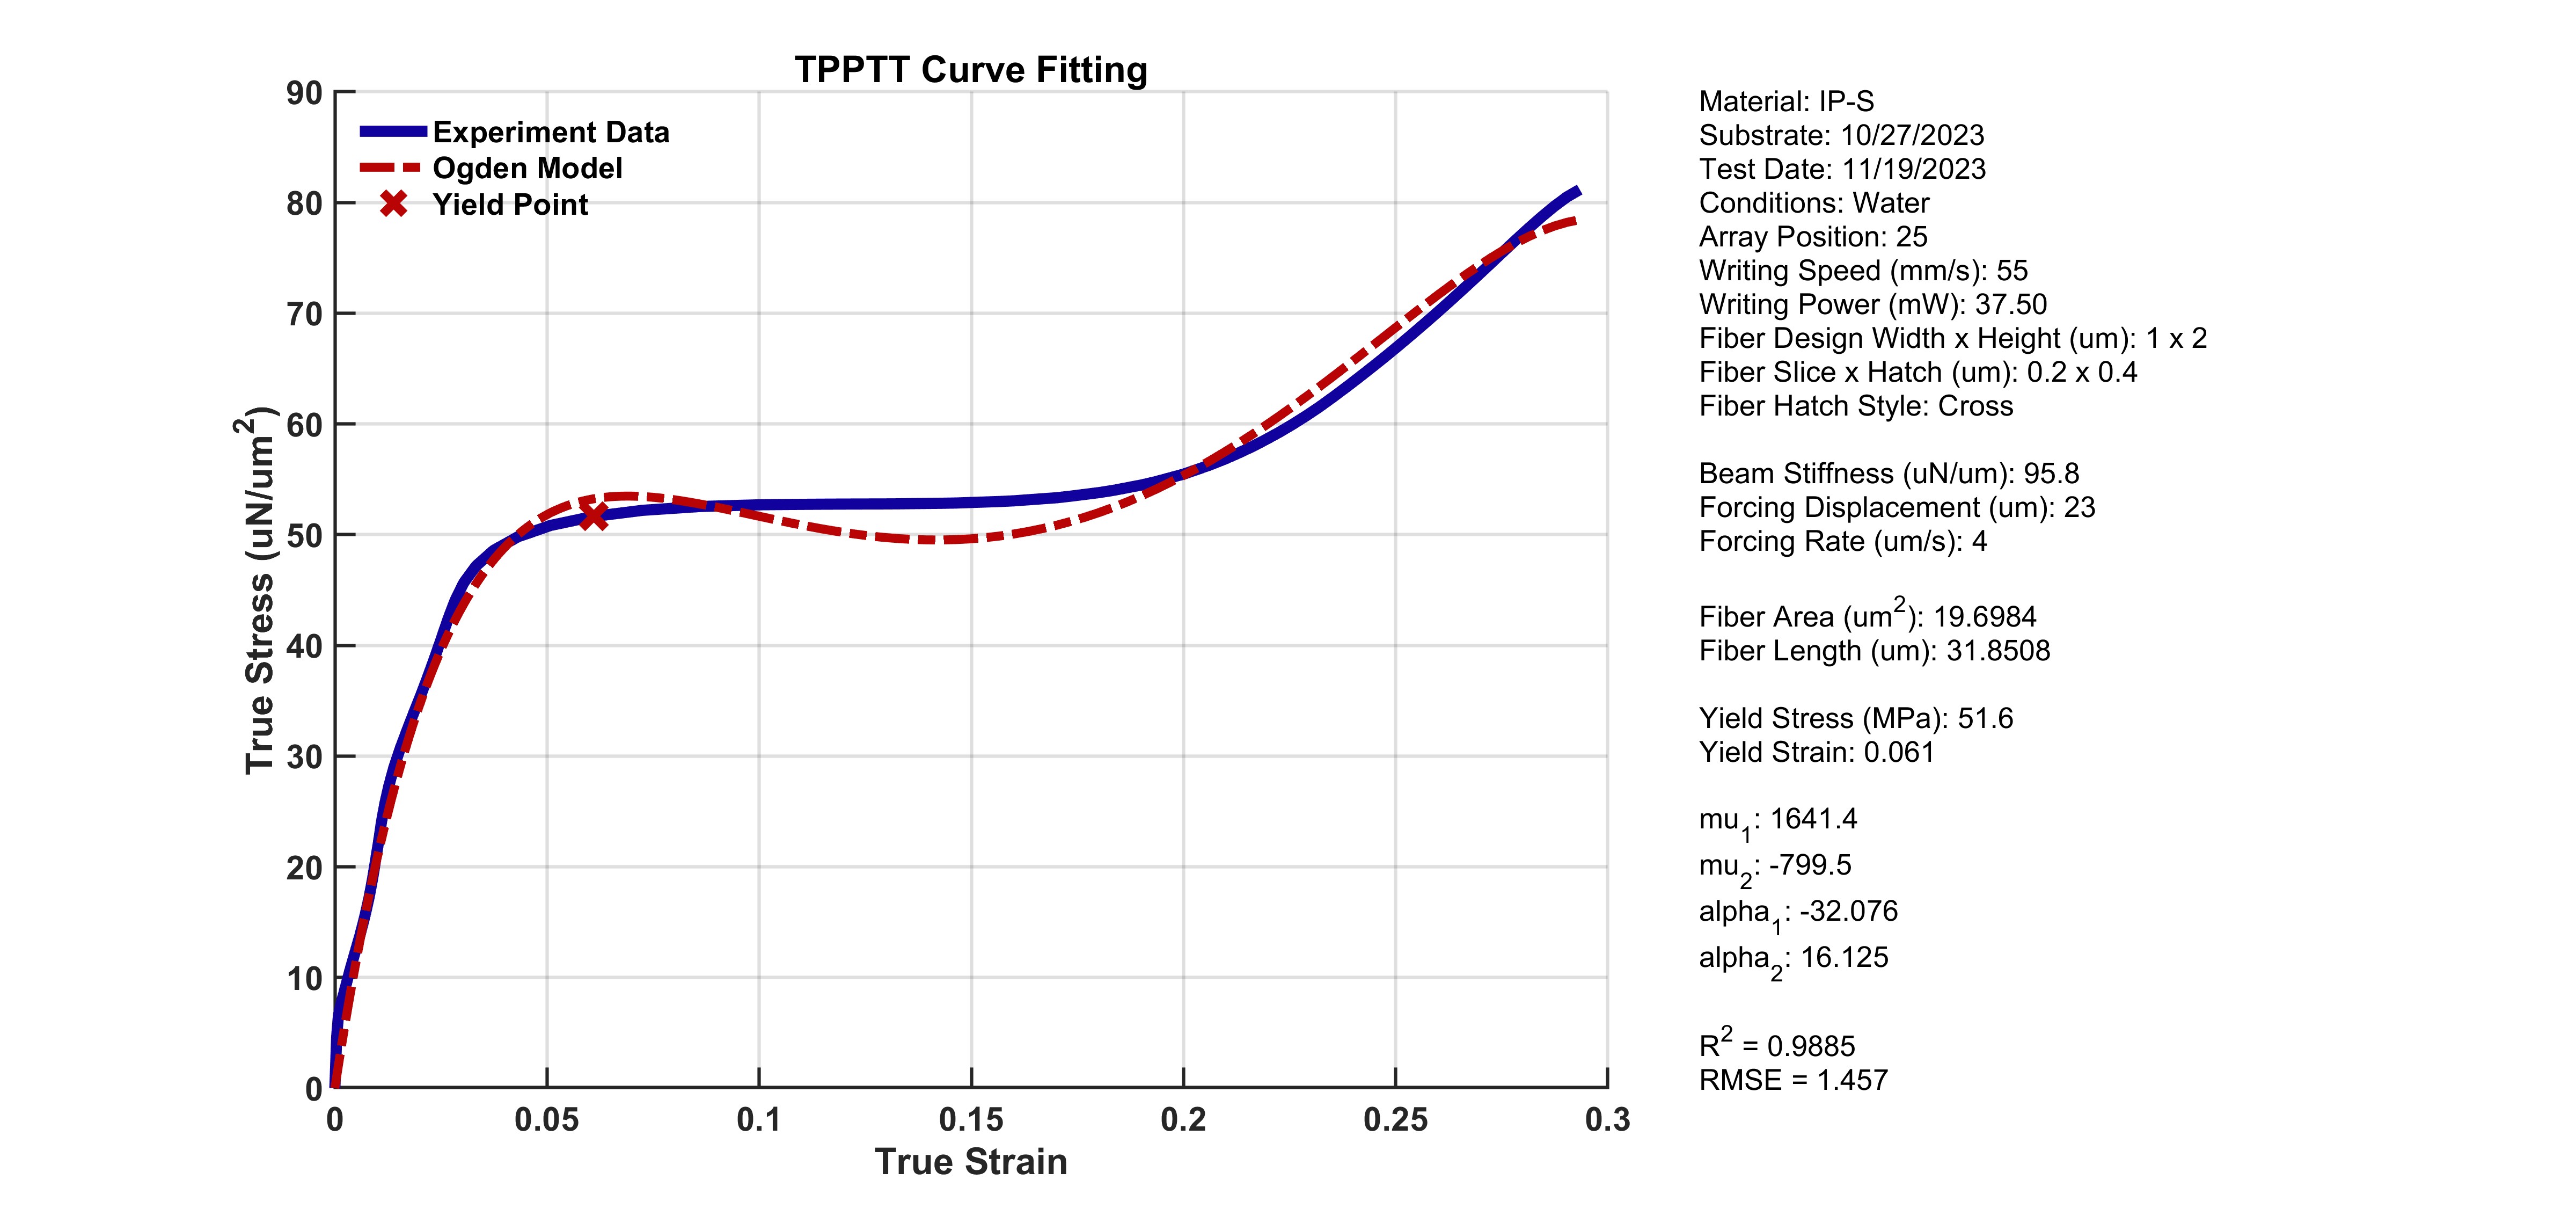 TPPTT Curve Fitting
90
80
70
60
50
40
30
20
10
0
True Stress (uN/um²)
Experiment Data
Ogden Model
Yield Point
0
0.05
0.1
0.15
0.2
0.25
0.3
True Strain
Material: IP-S
Substrate: 10/27/2023
Test Date: 11/19/2023
Conditions: Water
Array Position: 25
Writing Speed (mm/s): 55
Writing Power (mW): 37.50
Fiber Design Width x Height (um): 1 x 2
Fiber Slice x Hatch (um): 0.2 x 0.4
Fiber Hatch Style: Cross
Beam Stiffness (uN/um): 95.8
Forcing Displacement (um): 23
Forcing Rate (um/s): 4
Fiber Area (um²): 19.6984
Fiber Length (um): 31.8508
Yield Stress (MPa): 51.6
Yield Strain: 0.061
mu₁: 1641.4
mu₂: -799.5
alpha₁: -32.076
alpha₂: 16.125
R² = 0.9885
RMSE = 1.457